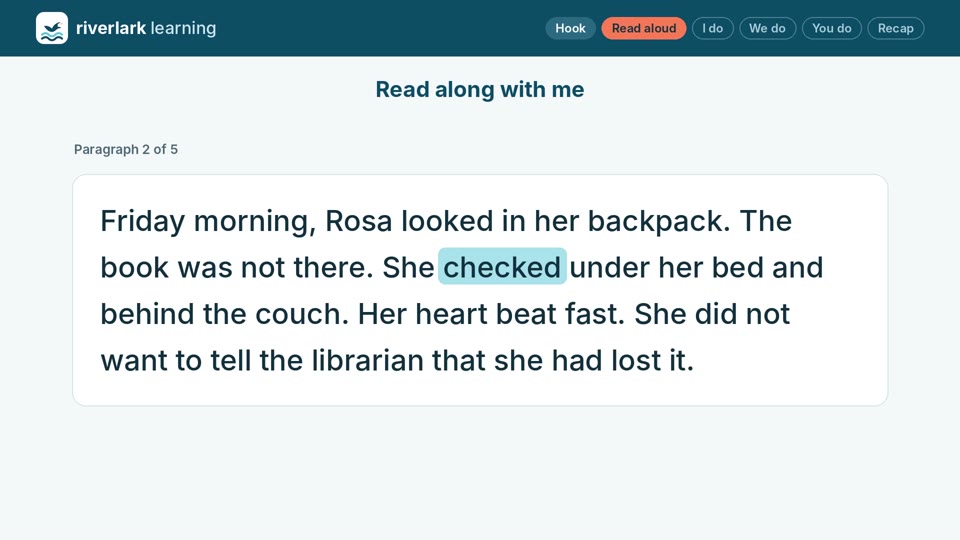 riverlark learning
Hook
Read aloud
I do
We do
You do
Recap
Read along with me
Paragraph 2 of 5
Friday morning, Rosa looked in her backpack. The
book was not there. She checked under her bed and
behind the couch. Her heart beat fast. She did not
want to tell the librarian that she had lost it.